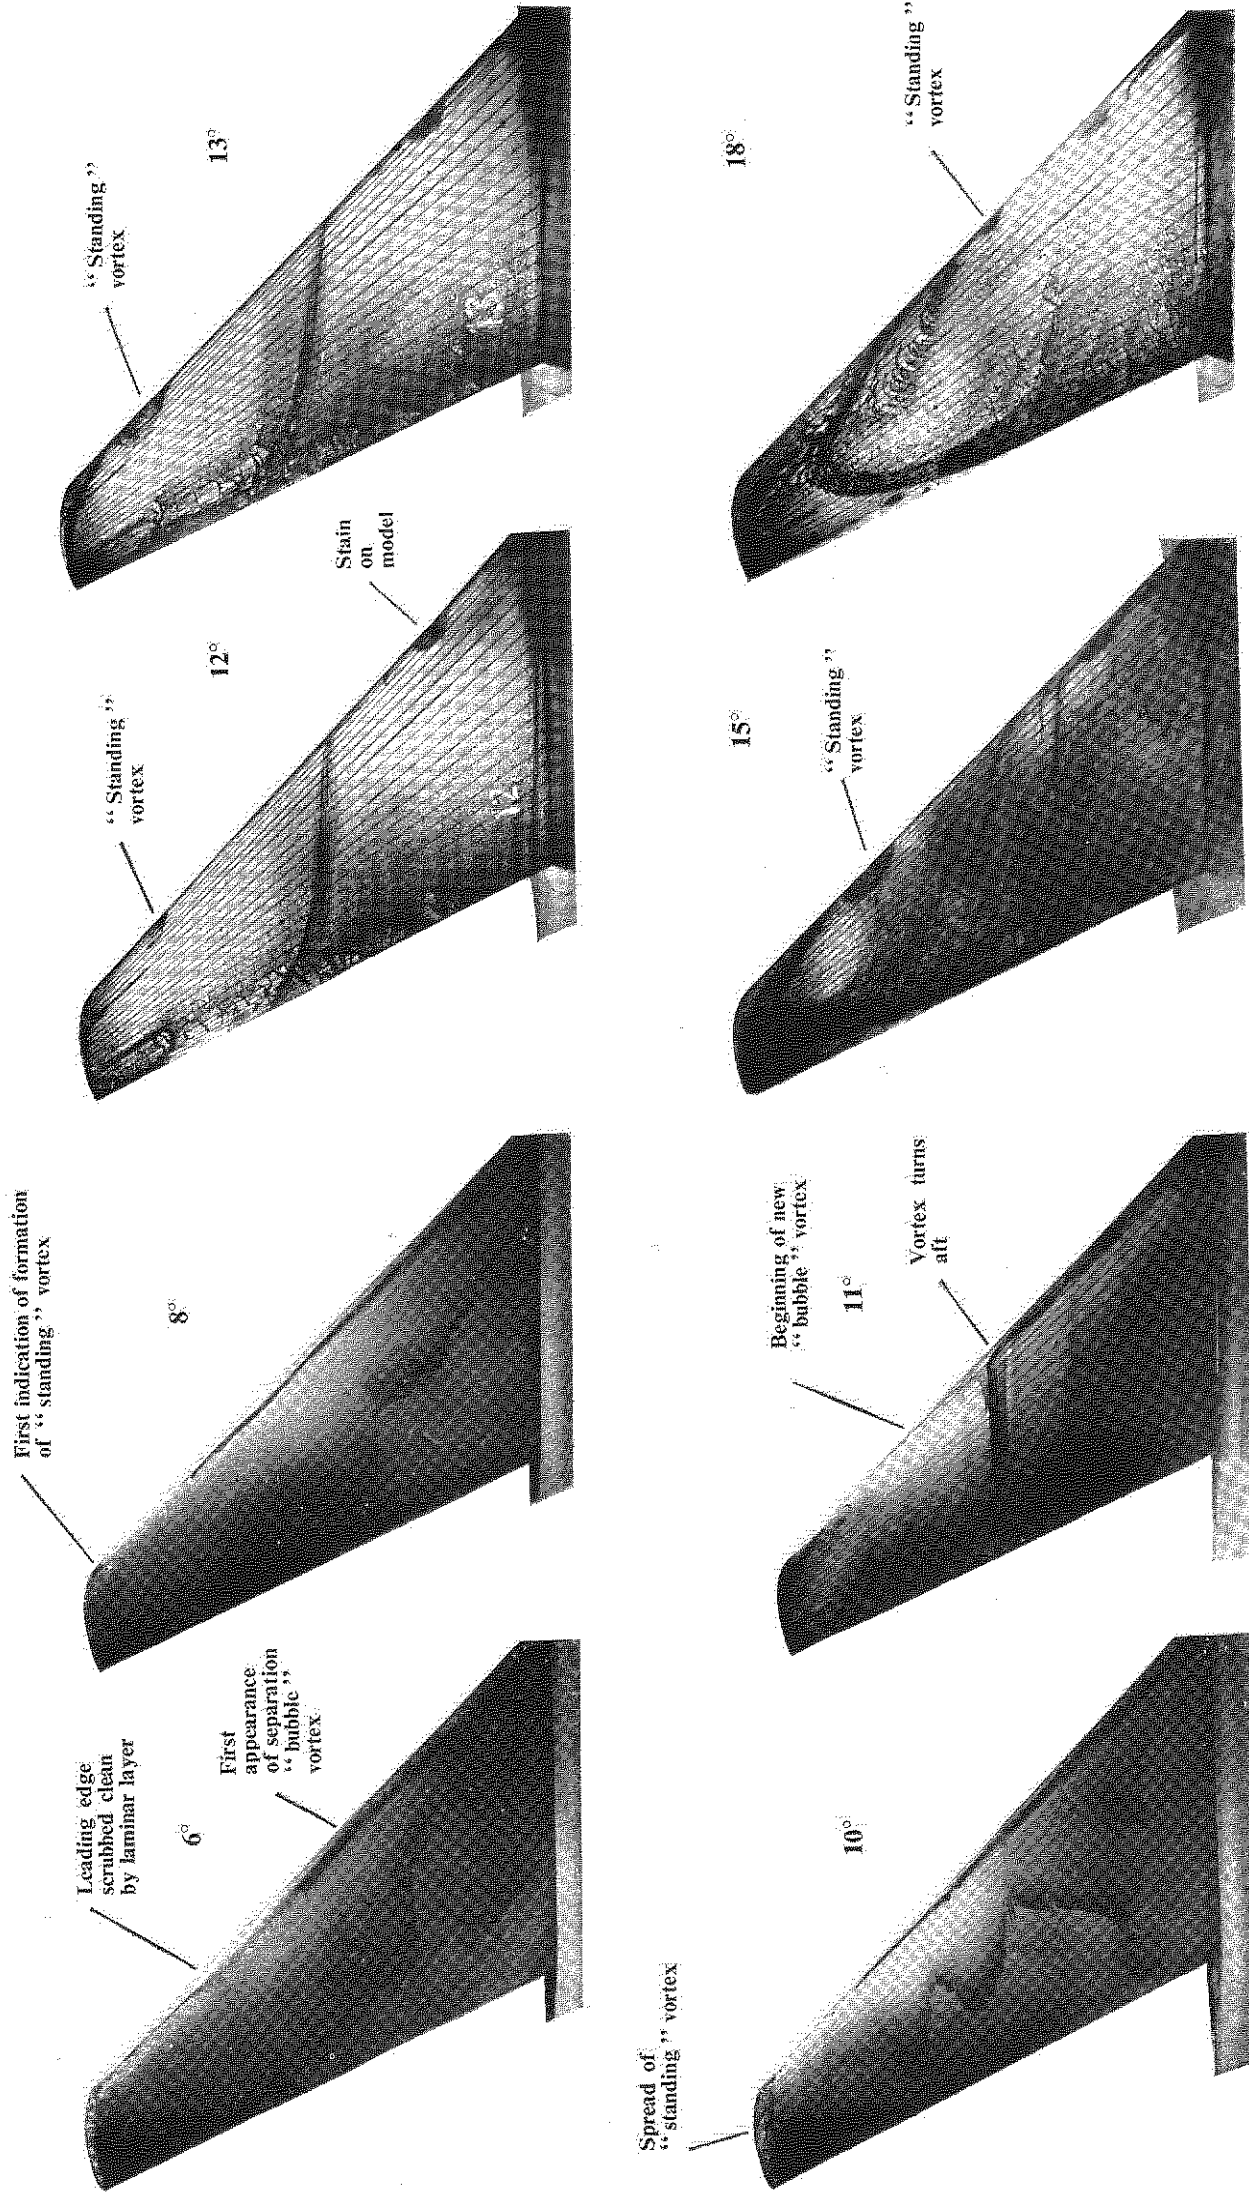 Leading edge
scrubbed clean
by laminar layer
6°
First
appearance
of separation
“bubble”
vortex
First indication of formation
of “standing” vortex
8°
“Standing”
vortex
12°
Stain
on
model
12
“Standing”
vortex
13°
13
Spread of
“standing” vortex
10°
Beginning of new
“bubble” vortex
11°
Vortex turns
aft
15°
“Standing”
vortex
18°
“Standing”
vortex